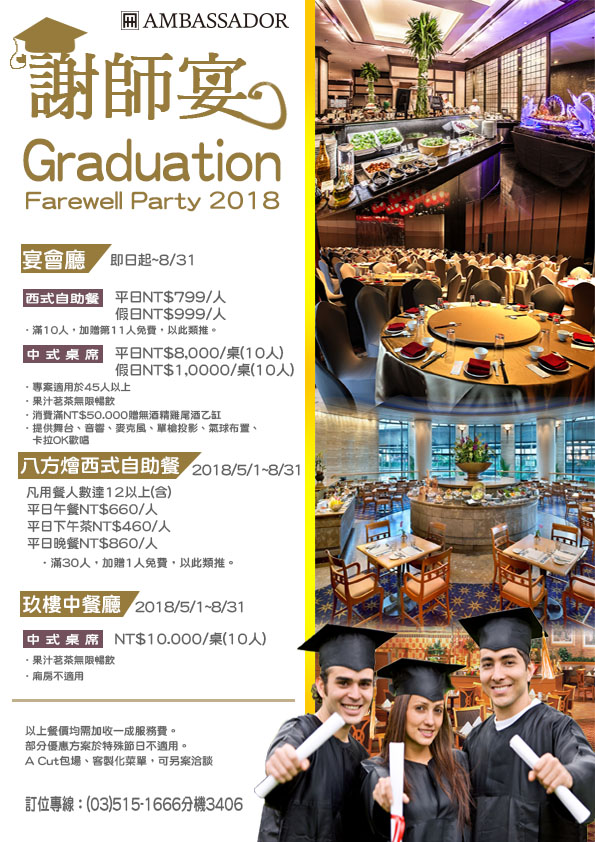 AMBASSADOR
謝師宴
Graduation
Farewell Party 2018
宴會廳 即日起~8/31
西式自助餐 平日NT$799/人
假日NT$999/人
·滿10人,加贈第11人免費,以此類推。
中式桌席 平日NT$8,000/桌(10人)
假日NT$1,0000/桌(10人)
·專案適用於45人以上
·果汁茗茶無限暢飲
·消費滿NT$50.000贈無酒精雞尾酒乙缸
·提供舞台、音響、麥克風、單槍投影、氣球布置、
卡拉OK歡唱
八方燴西式自助餐 2018/5/1~8/31
凡用餐人數達12以上(含)
平日午餐NT$660/人
平日下午茶NT$460/人
平日晚餐NT$860/人
·滿30人,加贈1人免費,以此類推。
玖樓中餐廳 2018/5/1~8/31
中式桌席 NT$10.000/桌(10人)
·果汁茗茶無限暢飲
·廂房不適用
以上餐價均需加收一成服務費。
部分優惠方案於特殊節日不適用。
A Cut包場、客製化菜單,可另案洽談
訂位專線:(03)515-1666分機3406